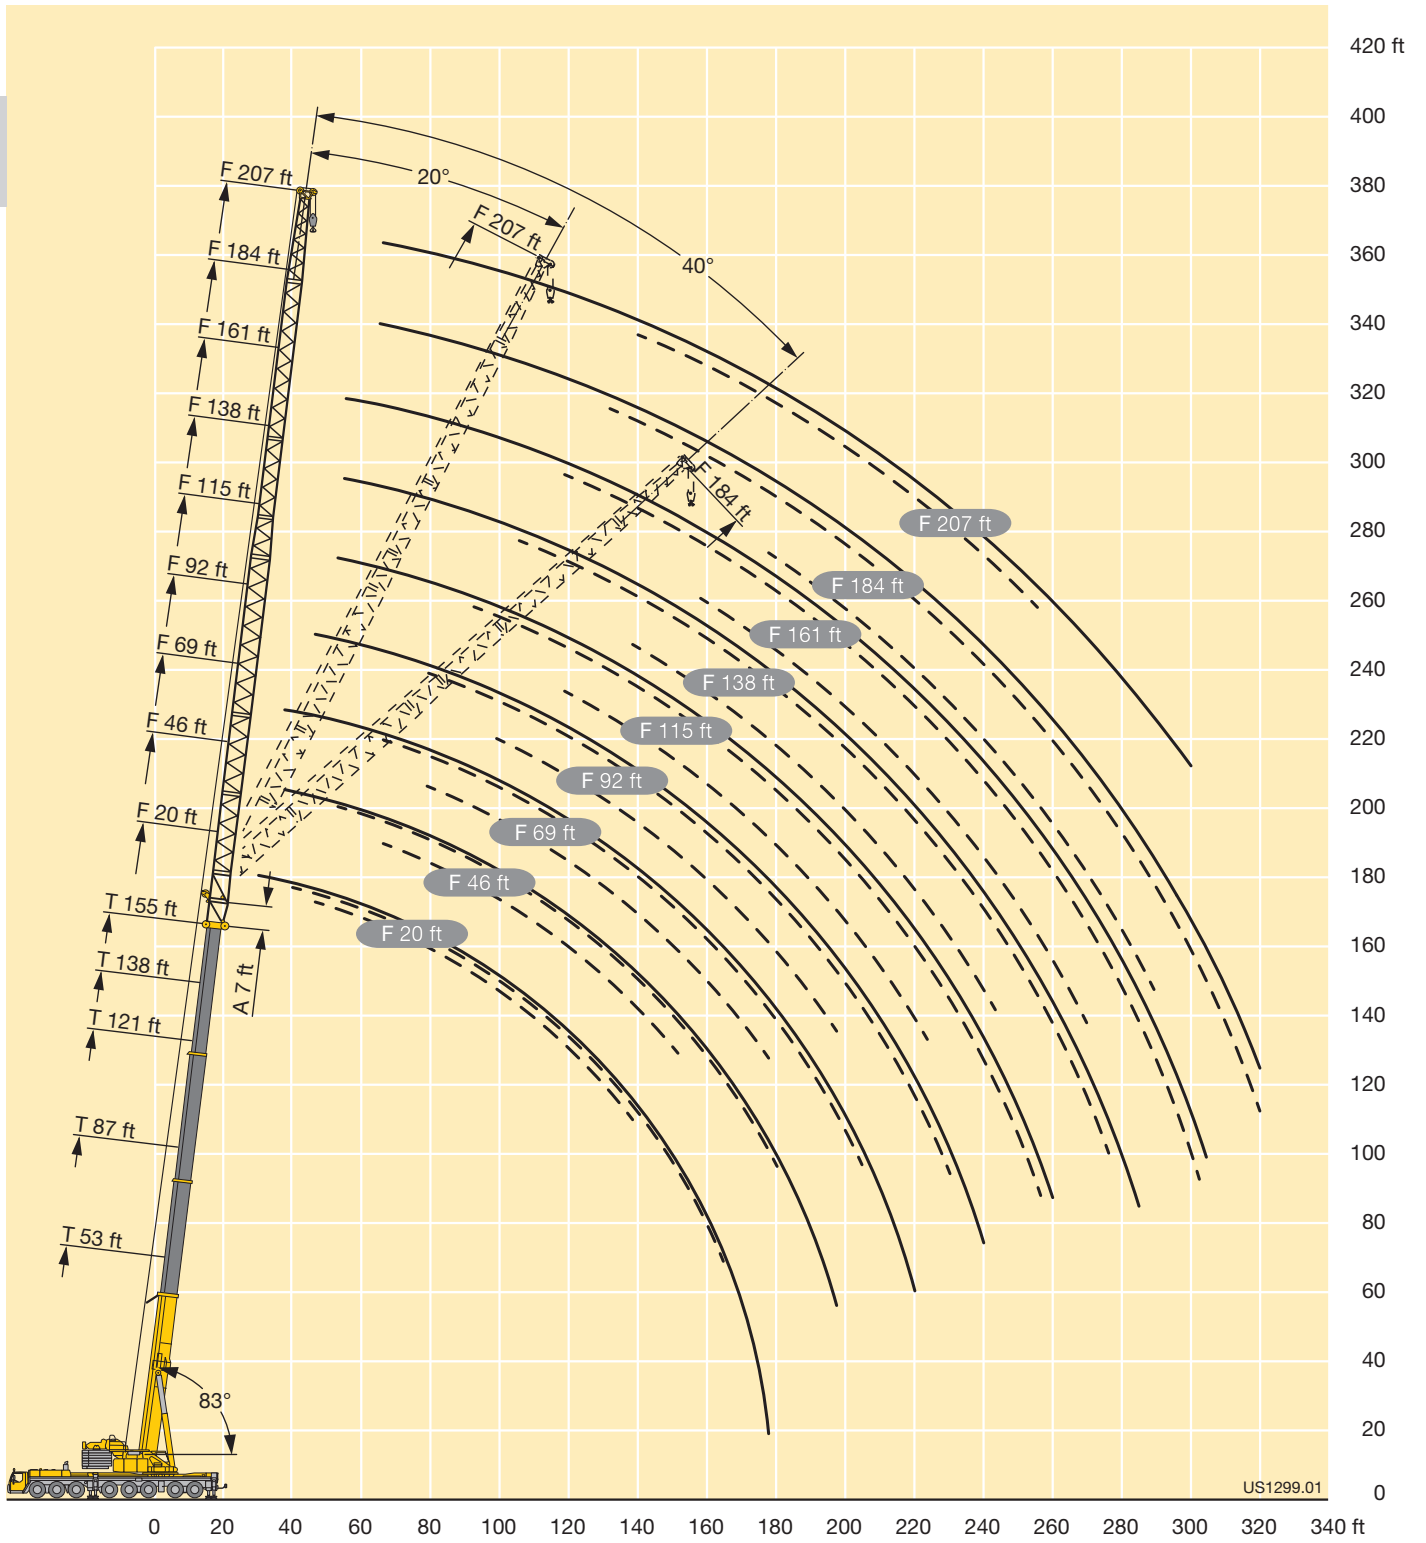 420 ft
400
380
360
340
320
300
280
260
240
220
200
180
160
140
120
100
80
60
40
20
0
F 207 ft
F 184 ft
F 161 ft
F 138 ft
F 115 ft
F 92 ft
F 69 ft
F 46 ft
F 20 ft
T 155 ft
T 138 ft
T 121 ft
T 87 ft
T 53 ft
A 7 ft
20°
40°
F 207 ft
F 184 ft
F 207 ft
F 184 ft
F 161 ft
F 138 ft
F 115 ft
F 92 ft
F 69 ft
F 46 ft
F 20 ft
83°
US1299.01
0 20 40 60 80 100 120 140 160 180 200 220 240 260 280 300 320 340 ft